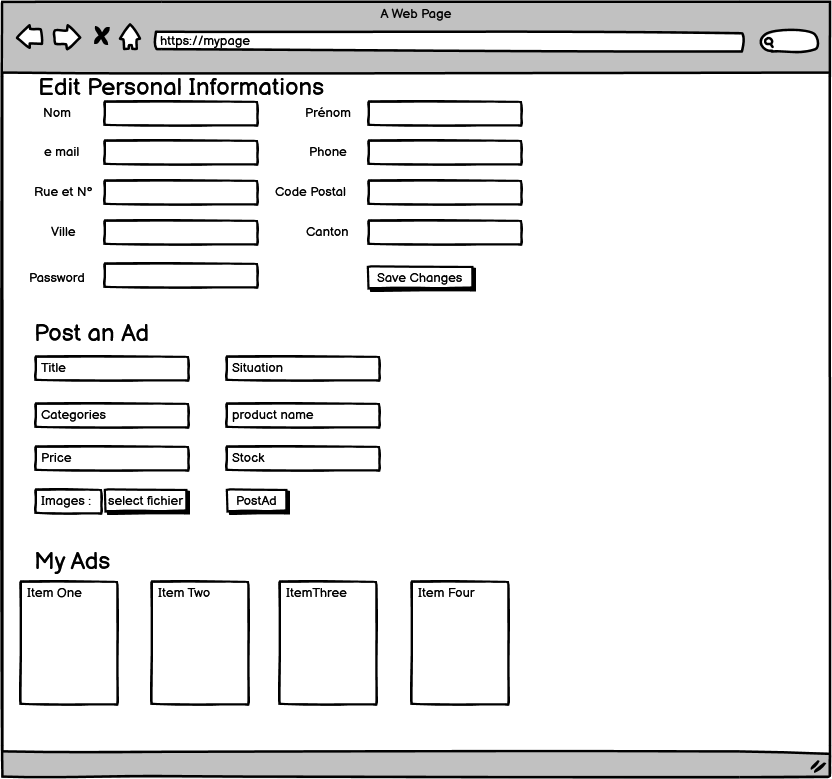 A Web Page
https://mypage
Edit Personal Informations
Nom Prénom
e mail Phone
Rue et N° Code Postal
Ville Canton
Password Save Changes
Post an Ad
Title Situation
Categories product name
Price Stock
Images : select fichier PostAd
My Ads
Item One Item Two ItemThree Item Four